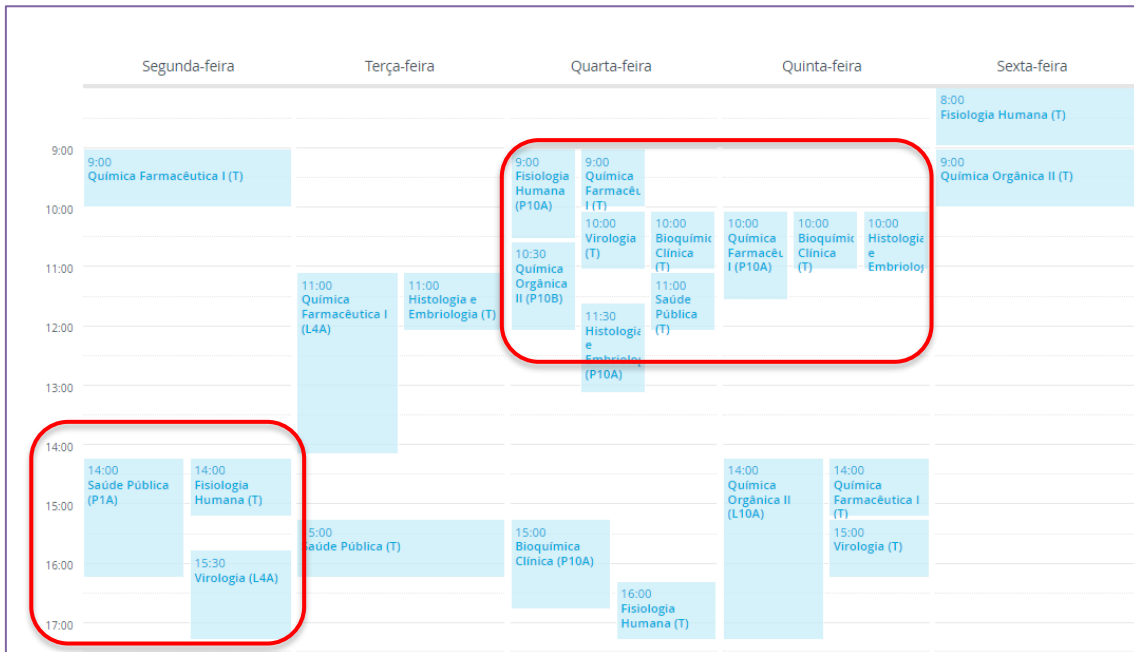 Segunda-feira
Terça-feira
Quarta-feira
Quinta-feira
Sexta-feira
9:00
10:00
11:00
12:00
13:00
14:00
15:00
16:00
17:00
9:00
Química Farmacêutica I (T)
14:00
Saúde Pública
(P1A)
14:00
Fisiologia
Humana (T)
15:30
Virologia (L4A)
11:00
Química
Farmacêutica I
(L4A)
11:00
Histologia e
Embriologia (T)
15:00
Saúde Pública (T)
9:00
Fisiologia
Humana
(P10A)
9:00
Química
Farmacêu
I (T)
10:00
Virologia
(T)
10:00
Bioquímic
Clínica
(T)
10:30
Química
Orgânica
II (P10B)
11:00
Saúde
Pública
(T)
11:30
Histologia
e
Embriolog
(P10A)
15:00
Bioquímica
Clínica (P10A)
16:00
Fisiologia
Humana (T)
10:00
Química
Farmacêu
I (P10A)
10:00
Bioquímic
Clínica
(T)
10:00
Histologia
e
Embriolog
14:00
Química
Orgânica II
(L10A)
14:00
Química
Farmacêutica I
(T)
15:00
Virologia (T)
8:00
Fisiologia Humana (T)
9:00
Química Orgânica II (T)